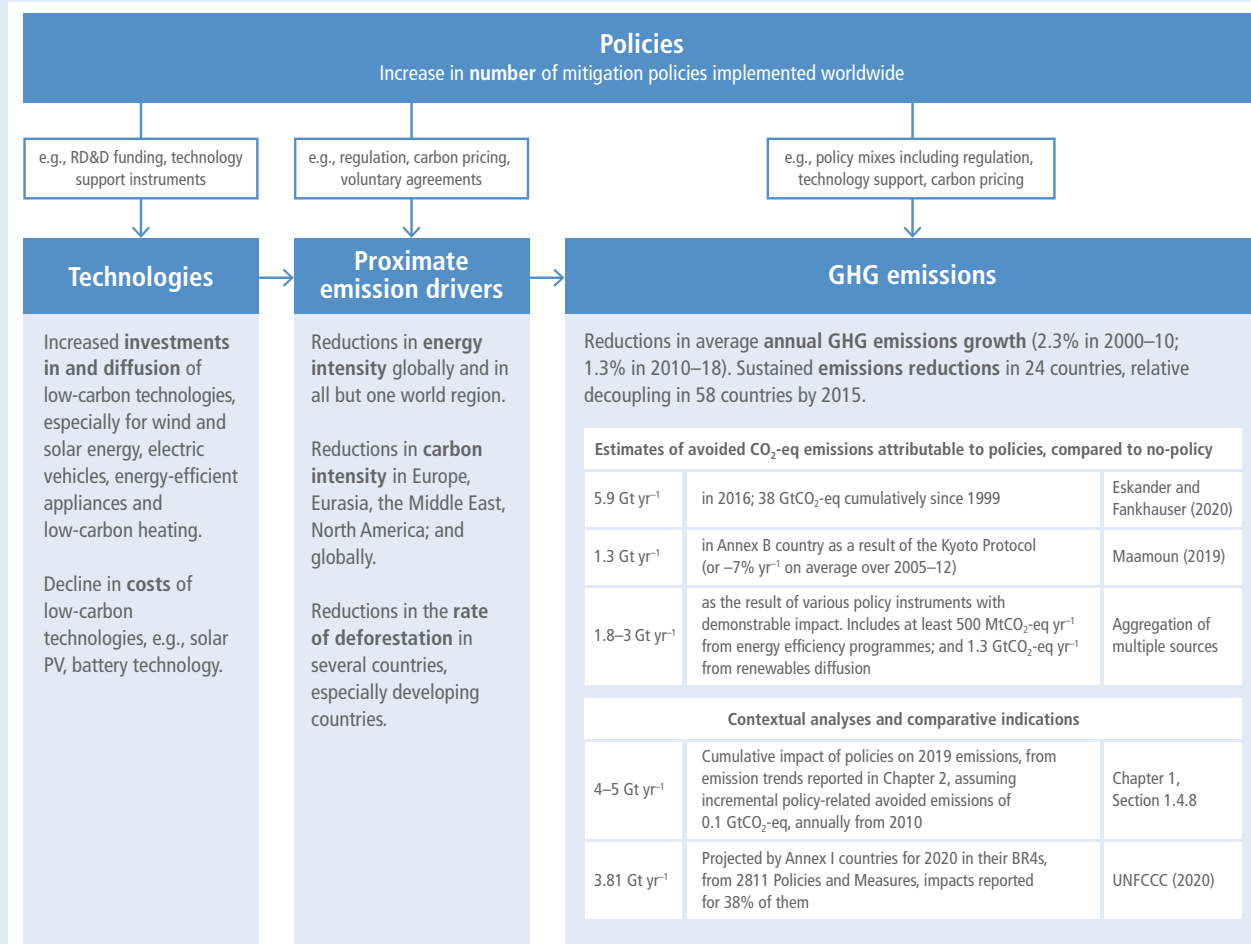 Policies
Increase in number of mitigation policies implemented worldwide
e.g., RD&D funding, technology
support instruments
e.g., regulation, carbon pricing,
voluntary agreements
e.g., policy mixes including regulation,
technology support, carbon pricing
Technologies
Increased investments
in and diffusion of
low-carbon technologies,
especially for wind and
solar energy, electric
vehicles, energy-efficient
appliances and
low-carbon heating.
Decline in costs of
low-carbon
technologies, e.g., solar
PV, battery technology.
Proximate
emission drivers
Reductions in energy
intensity globally and in
all but one world region.
Reductions in carbon
intensity in Europe,
Eurasia, the Middle East,
North America; and
globally.
Reductions in the rate
of deforestation in
several countries,
especially developing
countries.
GHG emissions
Reductions in average annual GHG emissions growth (2.3% in 2000–10;
1.3% in 2010–18). Sustained emissions reductions in 24 countries, relative
decoupling in 58 countries by 2015.
Estimates of avoided CO₂-eq emissions attributable to policies, compared to no-policy
5.9 Gt yr⁻¹
in 2016; 38 GtCO₂-eq cumulatively since 1999
Eskander and
Fankhauser (2020)
1.3 Gt yr⁻¹
in Annex B country as a result of the Kyoto Protocol
(or –7% yr⁻¹ on average over 2005–12)
Maamoun (2019)
1.8–3 Gt yr⁻¹
as the result of various policy instruments with
demonstrable impact. Includes at least 500 MtCO₂-eq yr⁻¹
from energy efficiency programmes; and 1.3 GtCO₂-eq yr⁻¹
from renewables diffusion
Aggregation of
multiple sources
Contextual analyses and comparative indications
4–5 Gt yr⁻¹
Cumulative impact of policies on 2019 emissions, from
emission trends reported in Chapter 2, assuming
incremental policy-related avoided emissions of
0.1 GtCO₂-eq, annually from 2010
Chapter 1,
Section 1.4.8
3.81 Gt yr⁻¹
Projected by Annex I countries for 2020 in their BR4s,
from 2811 Policies and Measures, impacts reported
for 38% of them
UNFCCC (2020)